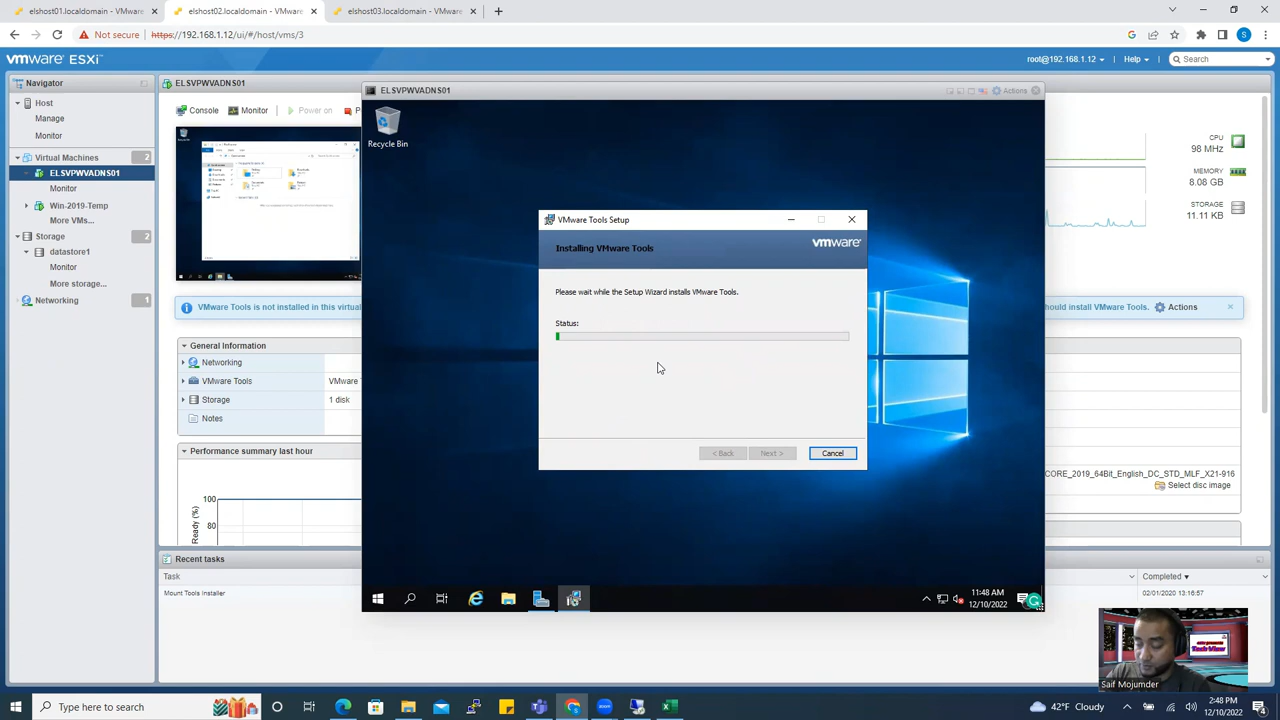 elshost01.localdomain - VMware
elshost02.localdomain - VMware
elshost03.localdomain - VMware
Not secure
https://192.168.1.12/ui/#/host/vms/3
S
vmware ESXi
root@192.168.1.12
Help
Search
Navigator
Host
Manage
Monitor
Virtual Machines
2
ELSVPWVADNS01
Monitor
Win-2019-Temp
More VMs...
Storage
2
datastore1
Monitor
More storage...
Networking
1
ELSVPWVADNS01
Console
Monitor
Power on
P
VMware Tools is not installed in this virtual
should install VMware Tools.
Actions
General Information
Networking
VMware Tools
VMware T
Storage
1 disk
Notes
Performance summary last hour
Ready (%)
100
80
CPU
98 MHz
MEMORY
8.08 GB
STORAGE
11.11 KB
CORE_2019_64Bit_English_DC_STD_MLF_X21-916
Select disc image
ELSVPWVADNS01
Actions
Recycle Bin
VMware Tools Setup
Installing VMware Tools
vmware
Please wait while the Setup Wizard installs VMware Tools.
Status:
< Back
Next >
Cancel
11:48 AM
12/10/2022
Recent tasks
Task
Completed
Mount Tools Installer
02/01/2020 13:16:57
Tech View
Saif Mojumder
Type here to search
42°F Cloudy
2:48 PM
12/10/2022
4